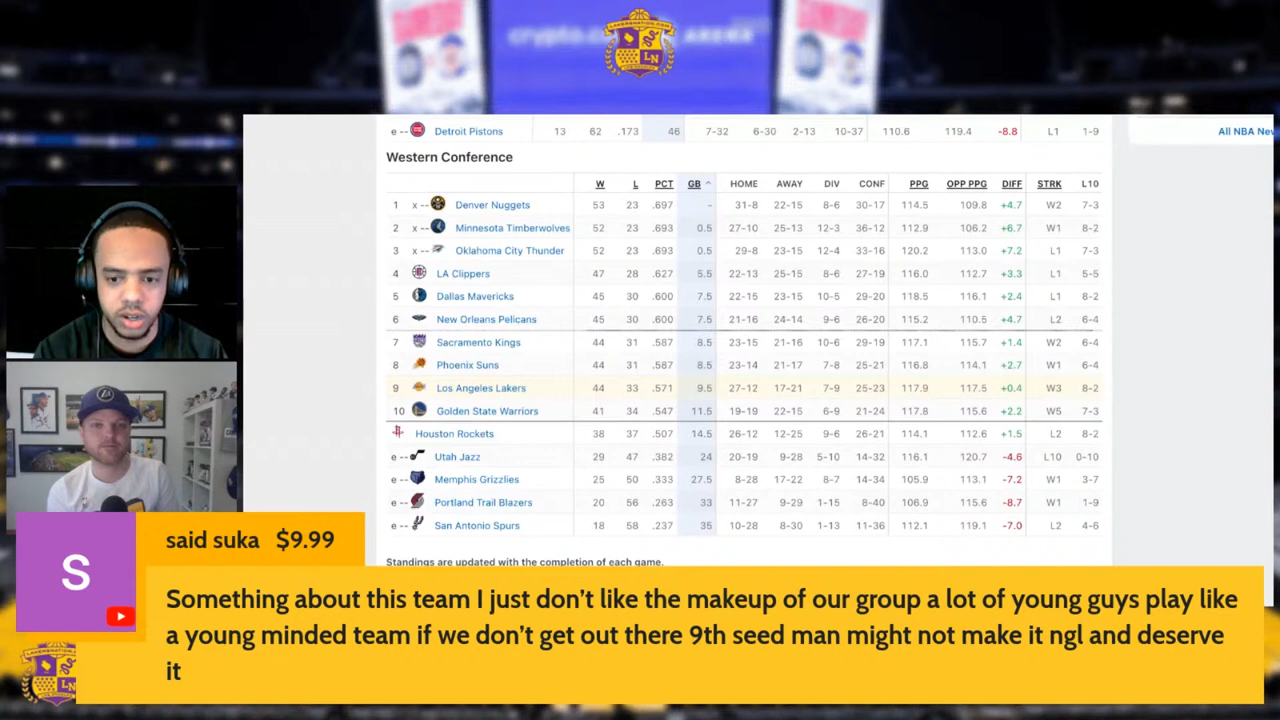 crypto.com ARENA
LAKERSNATION.COM
LN
e -- Detroit Pistons 13 62 .173 46 7-32 6-30 2-13 10-37 110.6 119.4 -8.8 L1 1-9
All NBA New
Western Conference
W L PCT GB HOME AWAY DIV CONF PPG OPP PPG DIFF STRK L10
1 x -- Denver Nuggets 53 23 .697 - 31-8 22-15 8-6 30-17 114.5 109.8 +4.7 W2 7-3
2 x -- Minnesota Timberwolves 52 23 .693 0.5 27-10 25-13 12-3 36-12 112.9 106.2 +6.7 W1 8-2
3 x -- Oklahoma City Thunder 52 23 .693 0.5 29-8 23-15 12-4 33-16 120.2 113.0 +7.2 L1 7-3
4 LA Clippers 47 28 .627 5.5 22-13 25-15 8-6 27-19 116.0 112.7 +3.3 L1 5-5
5 Dallas Mavericks 45 30 .600 7.5 22-15 23-15 10-5 29-20 118.5 116.1 +2.4 L1 8-2
6 New Orleans Pelicans 45 30 .600 7.5 21-16 24-14 9-6 26-20 115.2 110.5 +4.7 L2 6-4
7 Sacramento Kings 44 31 .587 8.5 23-15 21-16 10-6 29-19 117.1 115.7 +1.4 W2 6-4
8 Phoenix Suns 44 31 .587 8.5 23-14 21-17 7-8 25-21 116.8 114.1 +2.7 W1 6-4
9 Los Angeles Lakers 44 33 .571 9.5 27-12 17-21 7-9 25-23 117.9 117.5 +0.4 W3 8-2
10 Golden State Warriors 41 34 .547 11.5 19-19 22-15 6-9 21-24 117.8 115.6 +2.2 W5 7-3
Houston Rockets 38 37 .507 14.5 26-12 12-25 9-6 26-21 114.1 112.6 +1.5 L2 8-2
e -- Utah Jazz 29 47 .382 24 20-19 9-28 5-10 14-32 116.1 120.7 -4.6 L10 0-10
e -- Memphis Grizzlies 25 50 .333 27.5 8-28 17-22 8-7 14-34 105.9 113.1 -7.2 W1 3-7
e -- Portland Trail Blazers 20 56 .263 33 11-27 9-29 1-15 8-40 106.9 115.6 -8.7 W1 1-9
e -- San Antonio Spurs 18 58 .237 35 10-28 8-30 1-13 11-36 112.1 119.1 -7.0 L2 4-6
Standings are updated with the completion of each game.
S
said suka $9.99
Something about this team I just don’t like the makeup of our group a lot of young guys play like
a young minded team if we don’t get out there 9th seed man might not make it ngl and deserve
it